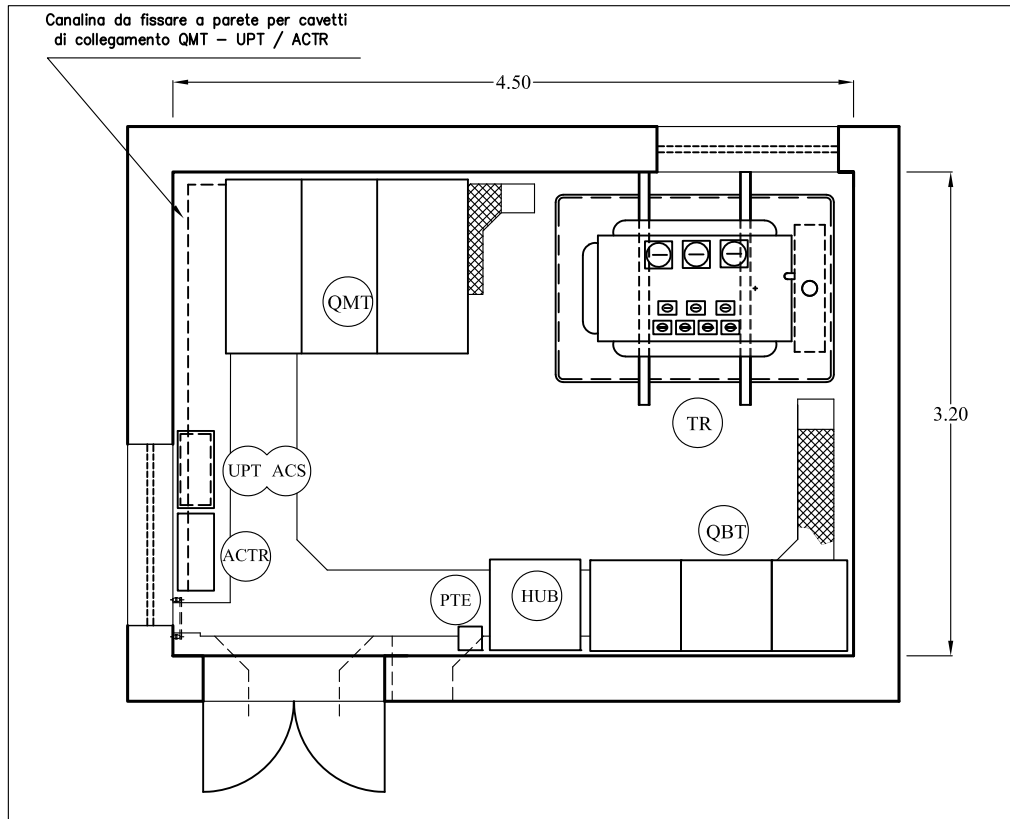 Canalina da fissare a parete per cavetti
di collegamento QMT - UPT / ACTR
4.50
QMT
3.20
TR
UPT ACS
QBT
ACTR
PTE
HUB